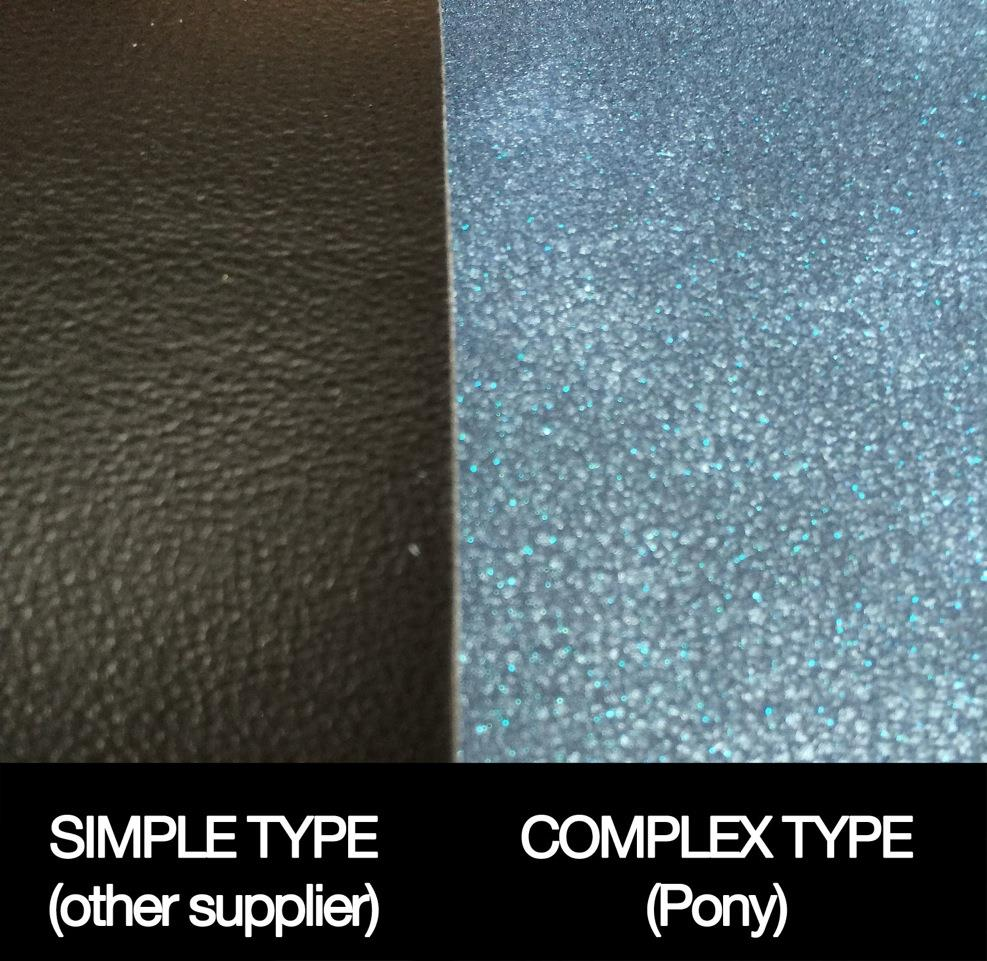 SIMPLE TYPE
(other supplier)
COMPLEX TYPE
(Pony)